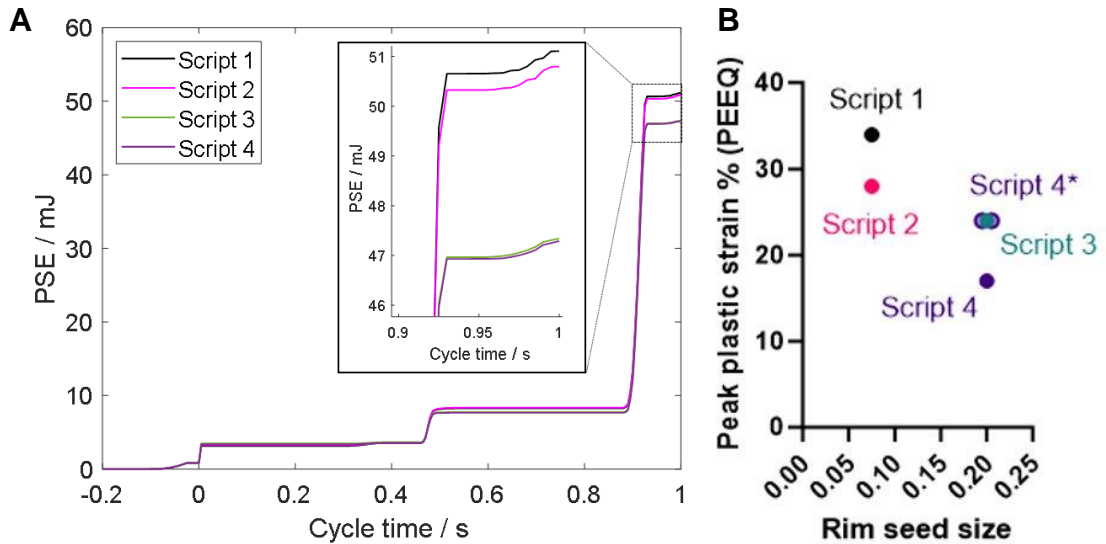 A
60
50
40
30
20
10
0
PSE / mJ
-0.2
0
0.2
0.4
0.6
0.8
1
Cycle time / s
Script 1
Script 2
Script 3
Script 4
51
50
49
48
47
46
PSE / mJ
0.9
0.95
1
Cycle time / s
B
Peak plastic strain % (PEEQ)
40
30
20
10
0
Script 1
Script 2
Script 4*
Script 3
Script 4
0.00
0.05
0.10
0.15
0.20
0.25
Rim seed size